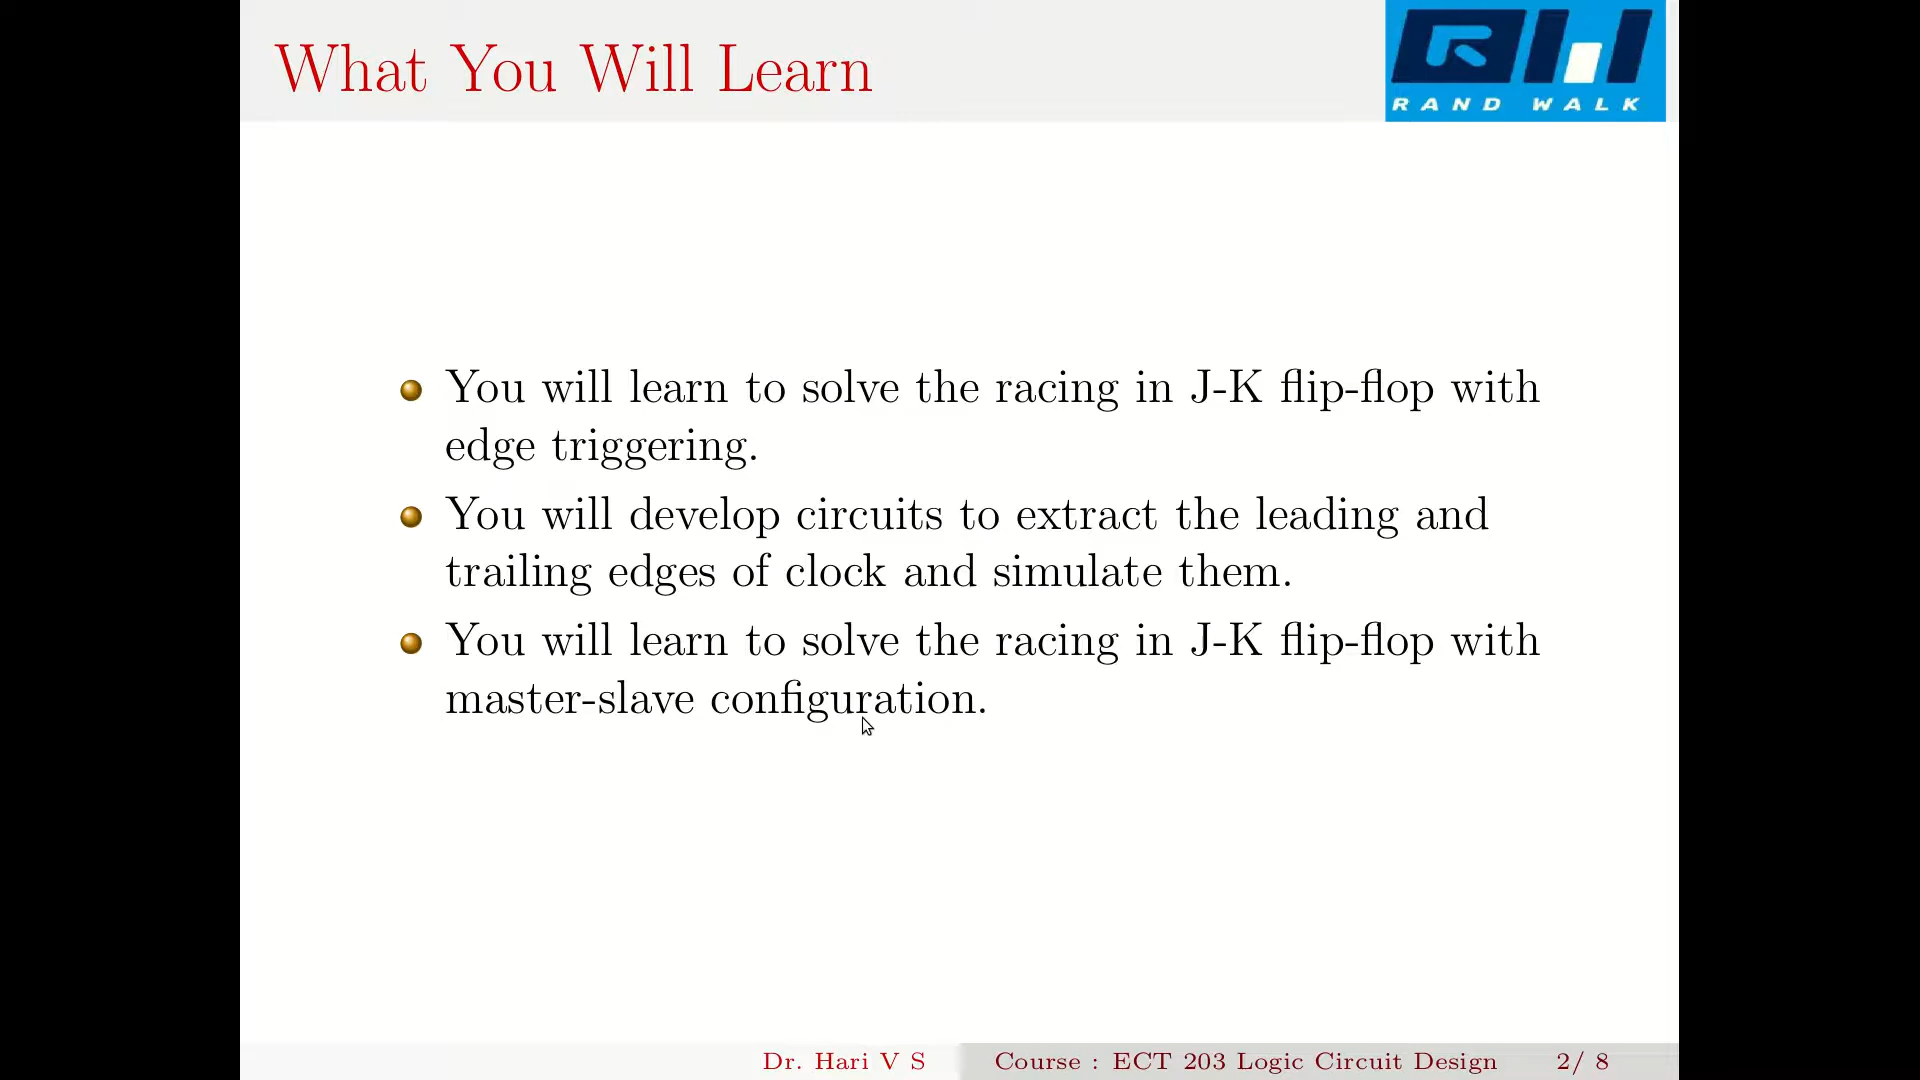 What You Will Learn
RW
RAND WALK
You will learn to solve the racing in J-K flip-flop with
edge triggering.
You will develop circuits to extract the leading and
trailing edges of clock and simulate them.
You will learn to solve the racing in J-K flip-flop with
master-slave configuration.
Dr. Hari V S
Course : ECT 203 Logic Circuit Design
2/ 8